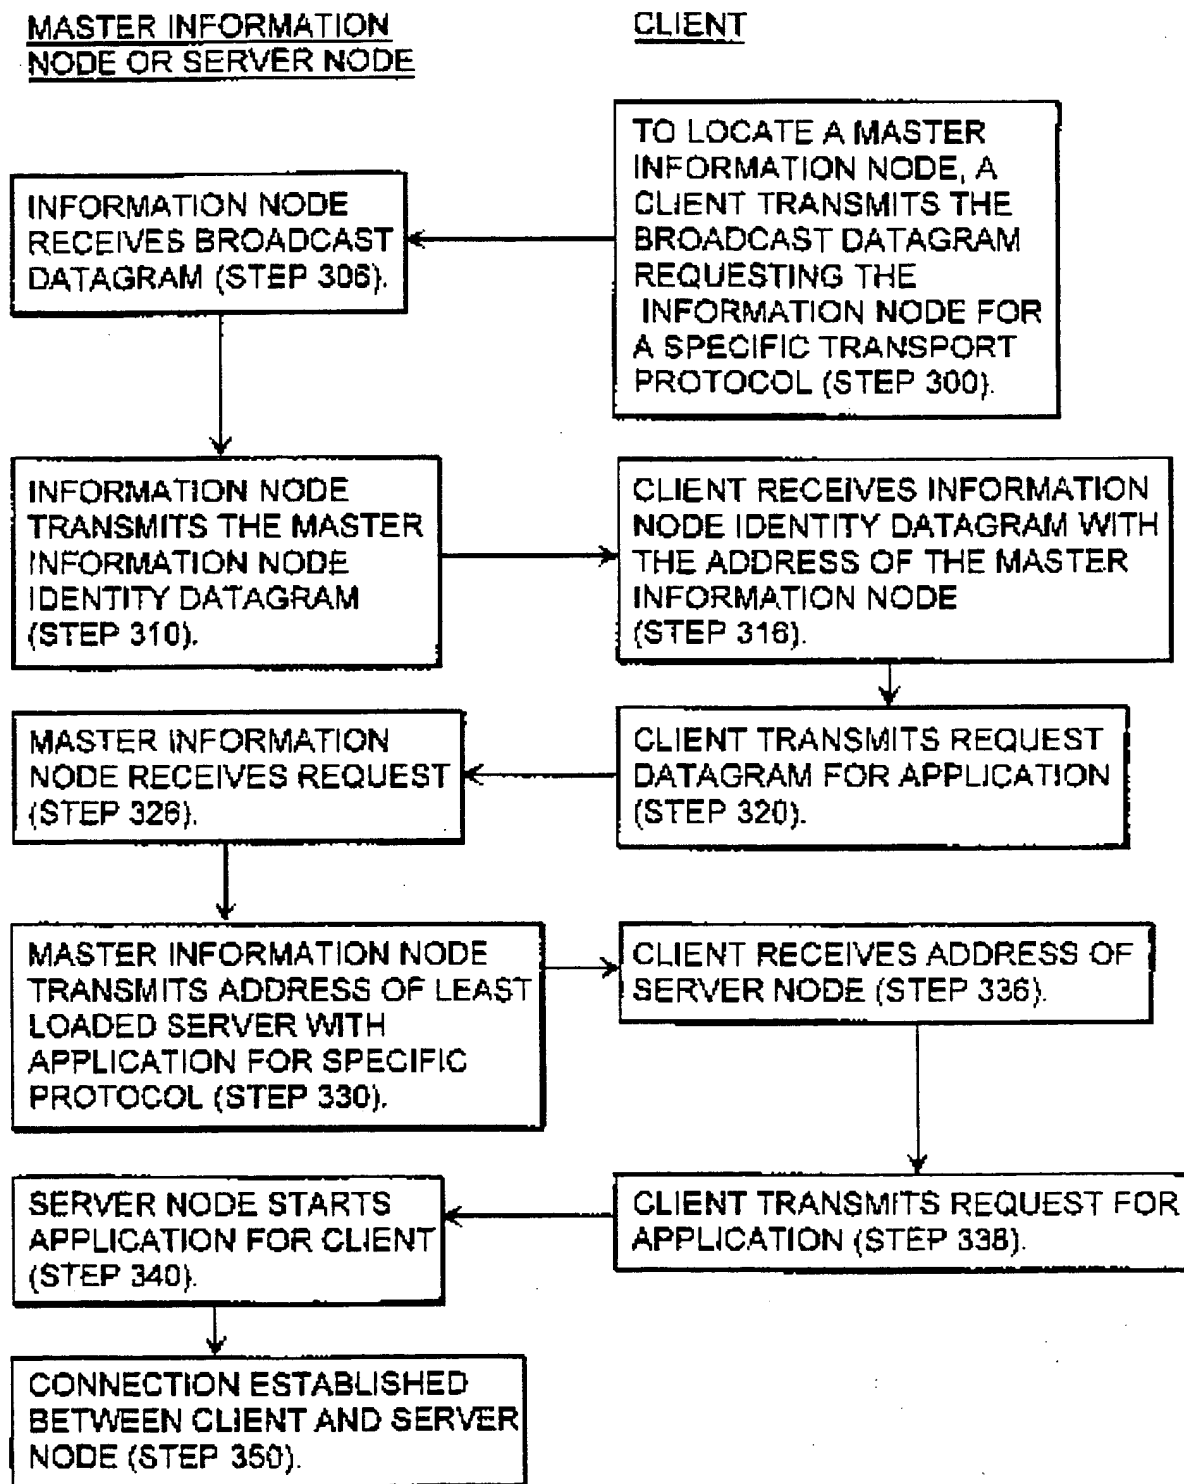 MASTER INFORMATION
NODE OR SERVER NODE
CLIENT
TO LOCATE A MASTER
INFORMATION NODE, A
CLIENT TRANSMITS THE
BROADCAST DATAGRAM
REQUESTING THE
INFORMATION NODE FOR
A SPECIFIC TRANSPORT
PROTOCOL (STEP 300).
INFORMATION NODE
RECEIVES BROADCAST
DATAGRAM (STEP 306).
INFORMATION NODE
TRANSMITS THE MASTER
INFORMATION NODE
IDENTITY DATAGRAM
(STEP 310).
CLIENT RECEIVES INFORMATION
NODE IDENTITY DATAGRAM WITH
THE ADDRESS OF THE MASTER
INFORMATION NODE
(STEP 316).
CLIENT TRANSMITS REQUEST
DATAGRAM FOR APPLICATION
(STEP 320).
MASTER INFORMATION
NODE RECEIVES REQUEST
(STEP 326).
MASTER INFORMATION NODE
TRANSMITS ADDRESS OF LEAST
LOADED SERVER WITH
APPLICATION FOR SPECIFIC
PROTOCOL (STEP 330).
CLIENT RECEIVES ADDRESS OF
SERVER NODE (STEP 336).
CLIENT TRANSMITS REQUEST FOR
APPLICATION (STEP 338).
SERVER NODE STARTS
APPLICATION FOR CLIENT
(STEP 340).
CONNECTION ESTABLISHED
BETWEEN CLIENT AND SERVER
NODE (STEP 350).